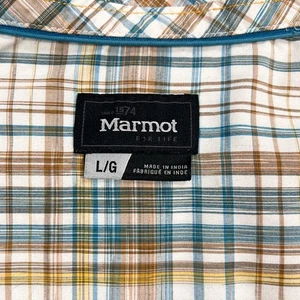 1974
Marmot
FOR LIFE
L/G
MADE IN INDIA
FABRIQUÉ EN INDE